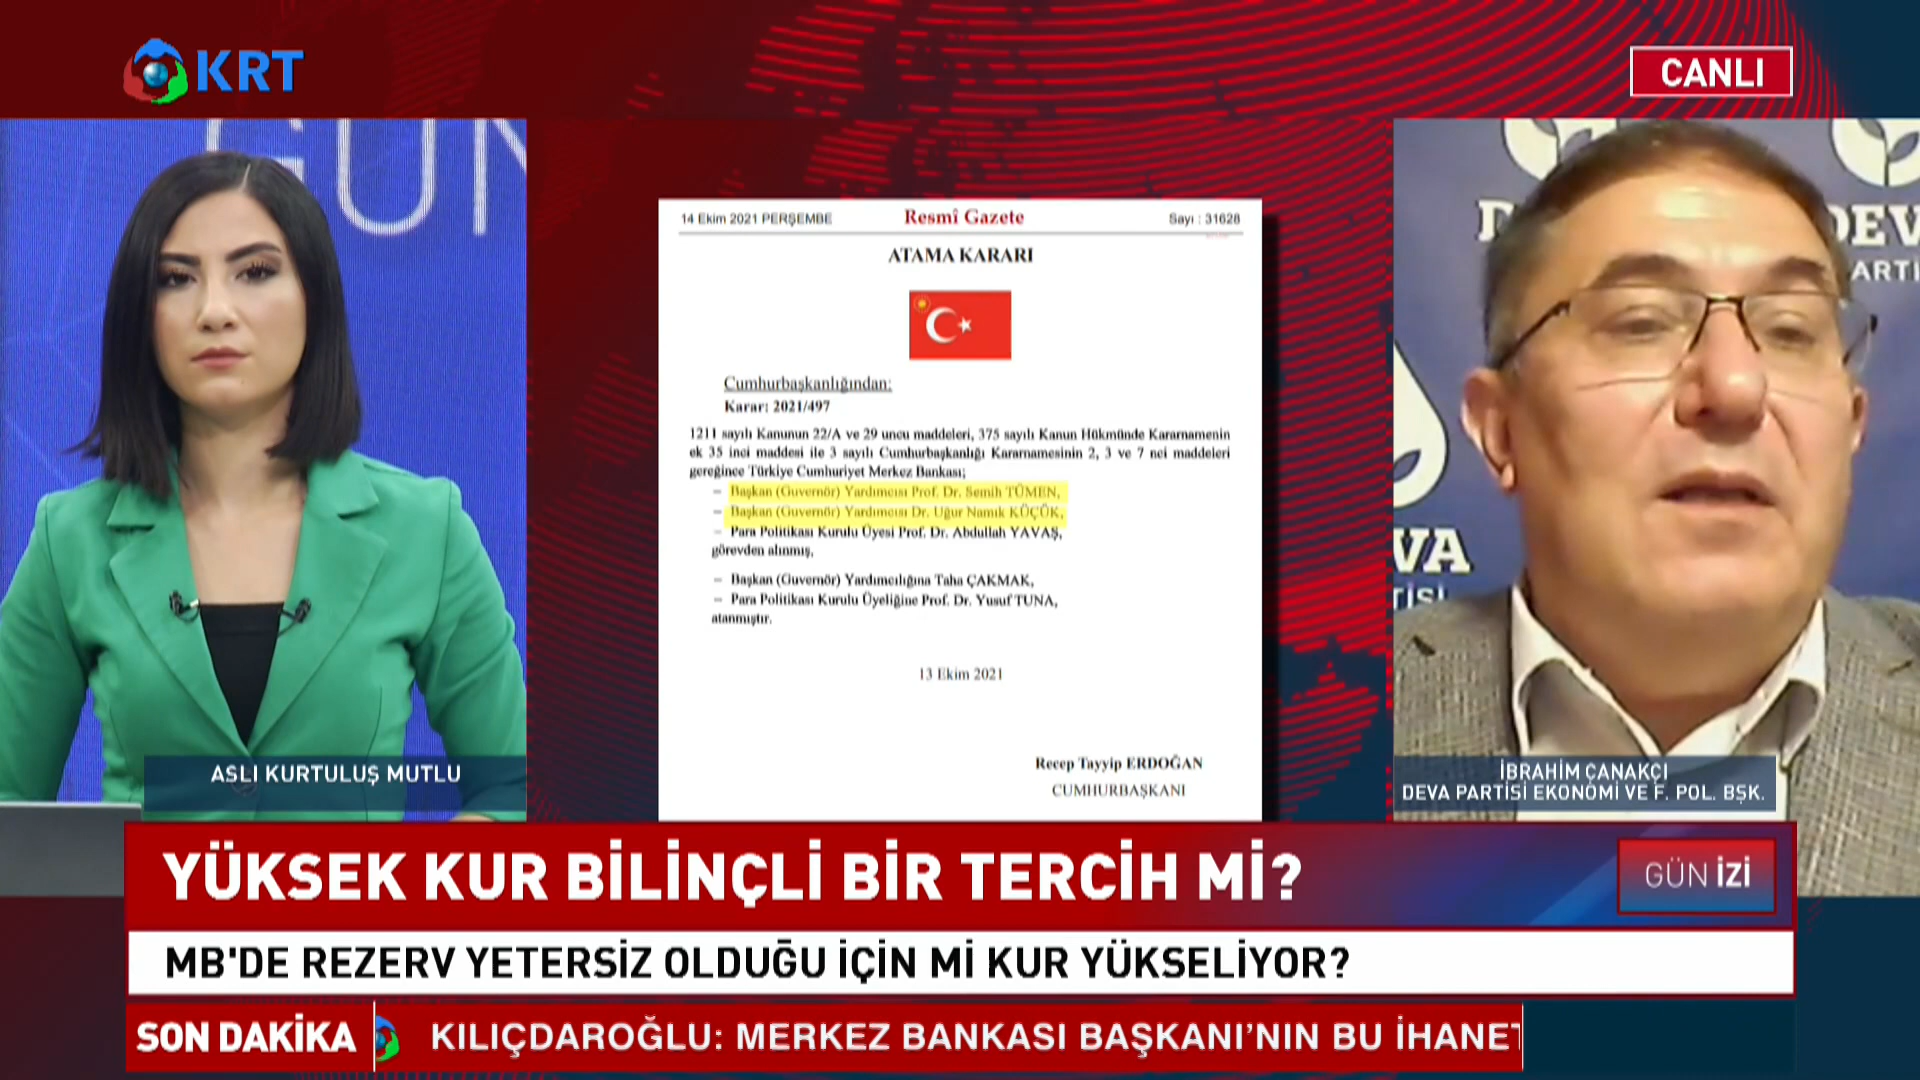 KRT
CANLI
GÜN
DEVA
PARTİ
VA
TİSİ
14 Ekim 2021 PERŞEMBE
Resmî Gazete
Sayı : 31628
ATAMA KARARI
Cumhurbaşkanlığından:
Karar: 2021/497
1211 sayılı Kanunun 22/A ve 29 uncu maddeleri, 375 sayılı Kanun Hükmünde Kararnamenin
ek 35 inci maddesi ile 3 sayılı Cumhurbaşkanlığı Kararnamesinin 2, 3 ve 7 nci maddeleri
gereğince Türkiye Cumhuriyet Merkez Bankası;
– Başkan (Guvernör) Yardımcısı Prof. Dr. Semih TÜMEN,
– Başkan (Guvernör) Yardımcısı Dr. Uğur Namık KÜÇÜK,
– Para Politikası Kurulu Üyesi Prof. Dr. Abdullah YAVAŞ,
görevden alınmış,
– Başkan (Guvernör) Yardımcılığına Taha ÇAKMAK,
– Para Politikası Kurulu Üyeliğine Prof. Dr. Yusuf TUNA,
atanmıştır.
13 Ekim 2021
Recep Tayyip ERDOĞAN
CUMHURBAŞKANI
ASLI KURTULUŞ MUTLU
İBRAHİM ÇANAKÇI
DEVA PARTİSİ EKONOMİ VE F. POL. BŞK.
YÜKSEK KUR BİLİNÇLİ BİR TERCİH Mİ?
GÜN İZİ
MB'DE REZERV YETERSİZ OLDUĞU İÇİN Mİ KUR YÜKSELİYOR?
SON DAKİKA
KILIÇDAROĞLU: MERKEZ BANKASI BAŞKANI'NIN BU İHANET